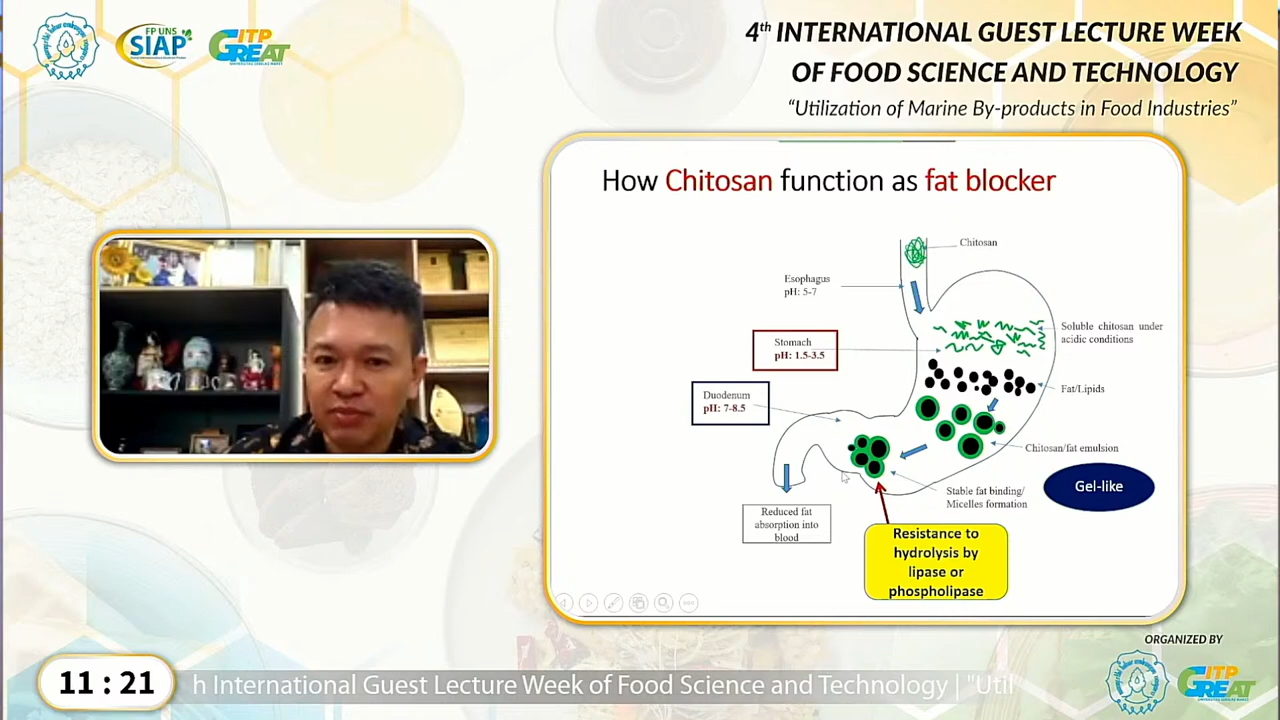 FP UNS
SIAP
ITP
GREAT
4th INTERNATIONAL GUEST LECTURE WEEK
OF FOOD SCIENCE AND TECHNOLOGY
“Utilization of Marine By-products in Food Industries”
How Chitosan function as fat blocker
Chitosan
Esophagus
pH: 5-7
Soluble chitosan under
acidic conditions
Stomach
pH: 1.5-3.5
Fat/Lipids
Duodenum
pH: 7-8.5
Chitosan/fat emulsion
Gel-like
Stable fat binding/
Micelles formation
Reduced fat
absorption into
blood
Resistance to
hydrolysis by
lipase or
phospholipase
ORGANIZED BY
ITP
GREAT
11 : 21
h International Guest Lecture Week of Food Science and Technology | "Util